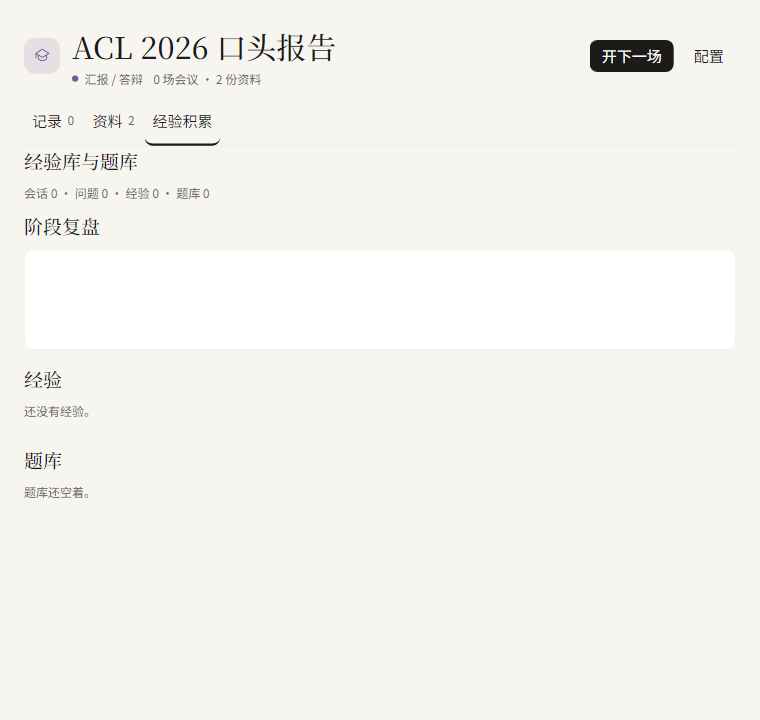 ACL 2026 口头报告
汇报 / 答辩 0 场会议 · 2 份资料
开下一场
配置
记录 0 资料 2 经验积累
经验库与题库
会话 0 · 问题 0 · 经验 0 · 题库 0
阶段复盘
经验
还没有经验。
题库
题库还空着。